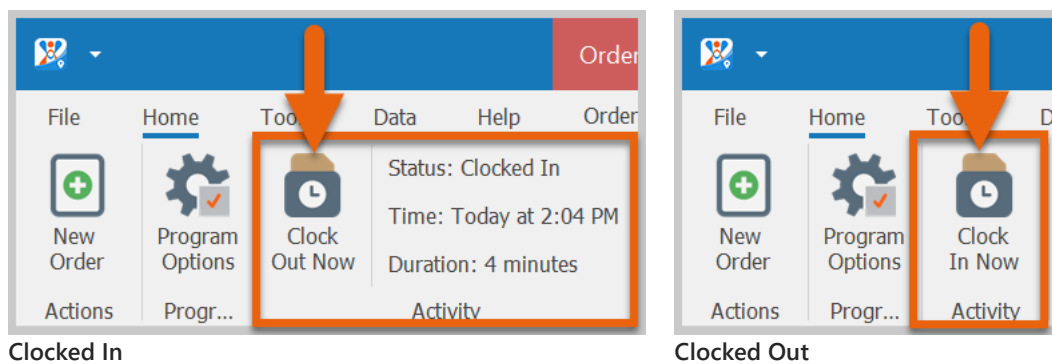 Order
File Home Data Help Order
Status: Clocked In
Time: Today at 2:04 PM
Duration: 4 minutes
New
Order
Program
Options
Clock
Out Now
Actions Progr... Activity
Clocked In
File Home
New
Order
Program
Options
Clock
In Now
Actions Progr... Activity
Clocked Out